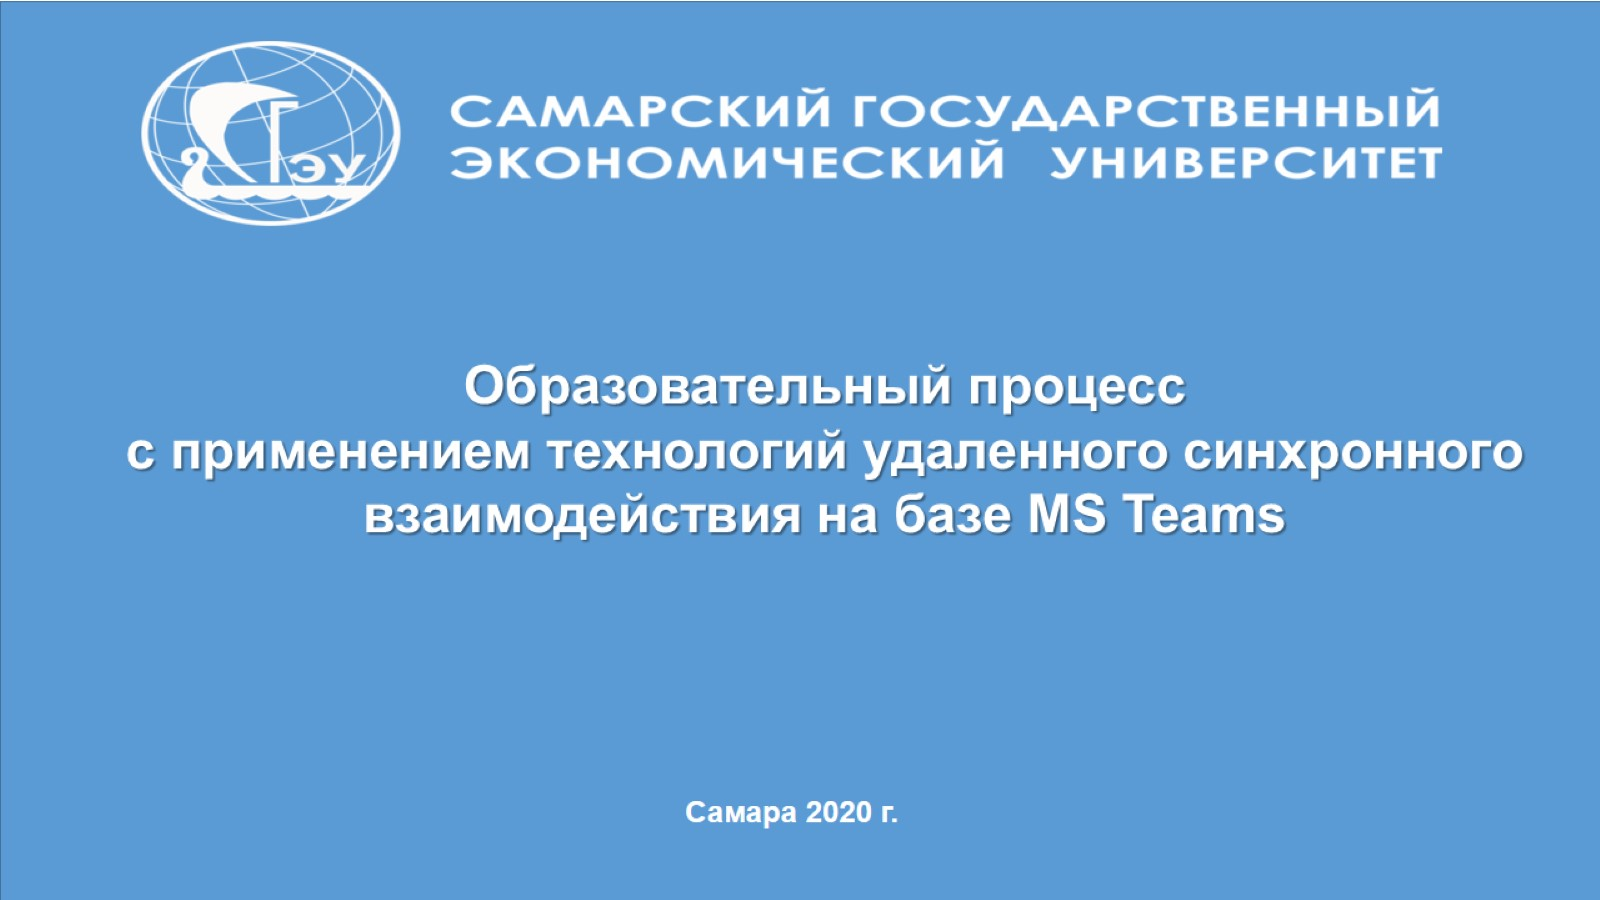 СГЭУ
САМАРСКИЙ ГОСУДАРСТВЕННЫЙ
ЭКОНОМИЧЕСКИЙ УНИВЕРСИТЕТ
Образовательный процесс
с применением технологий удаленного синхронного
взаимодействия на базе MS Teams
Самара 2020 г.